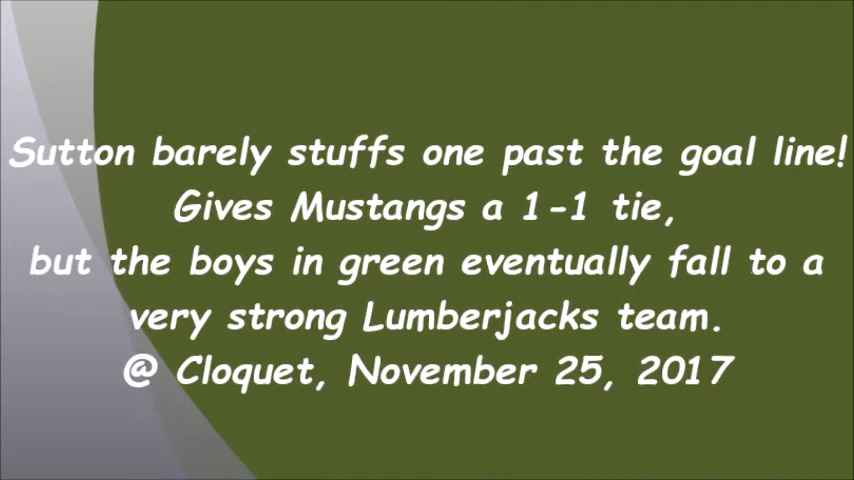 Sutton barely stuffs one past the goal line!
Gives Mustangs a 1-1 tie,
but the boys in green eventually fall to a
very strong Lumberjacks team.
@ Cloquet, November 25, 2017